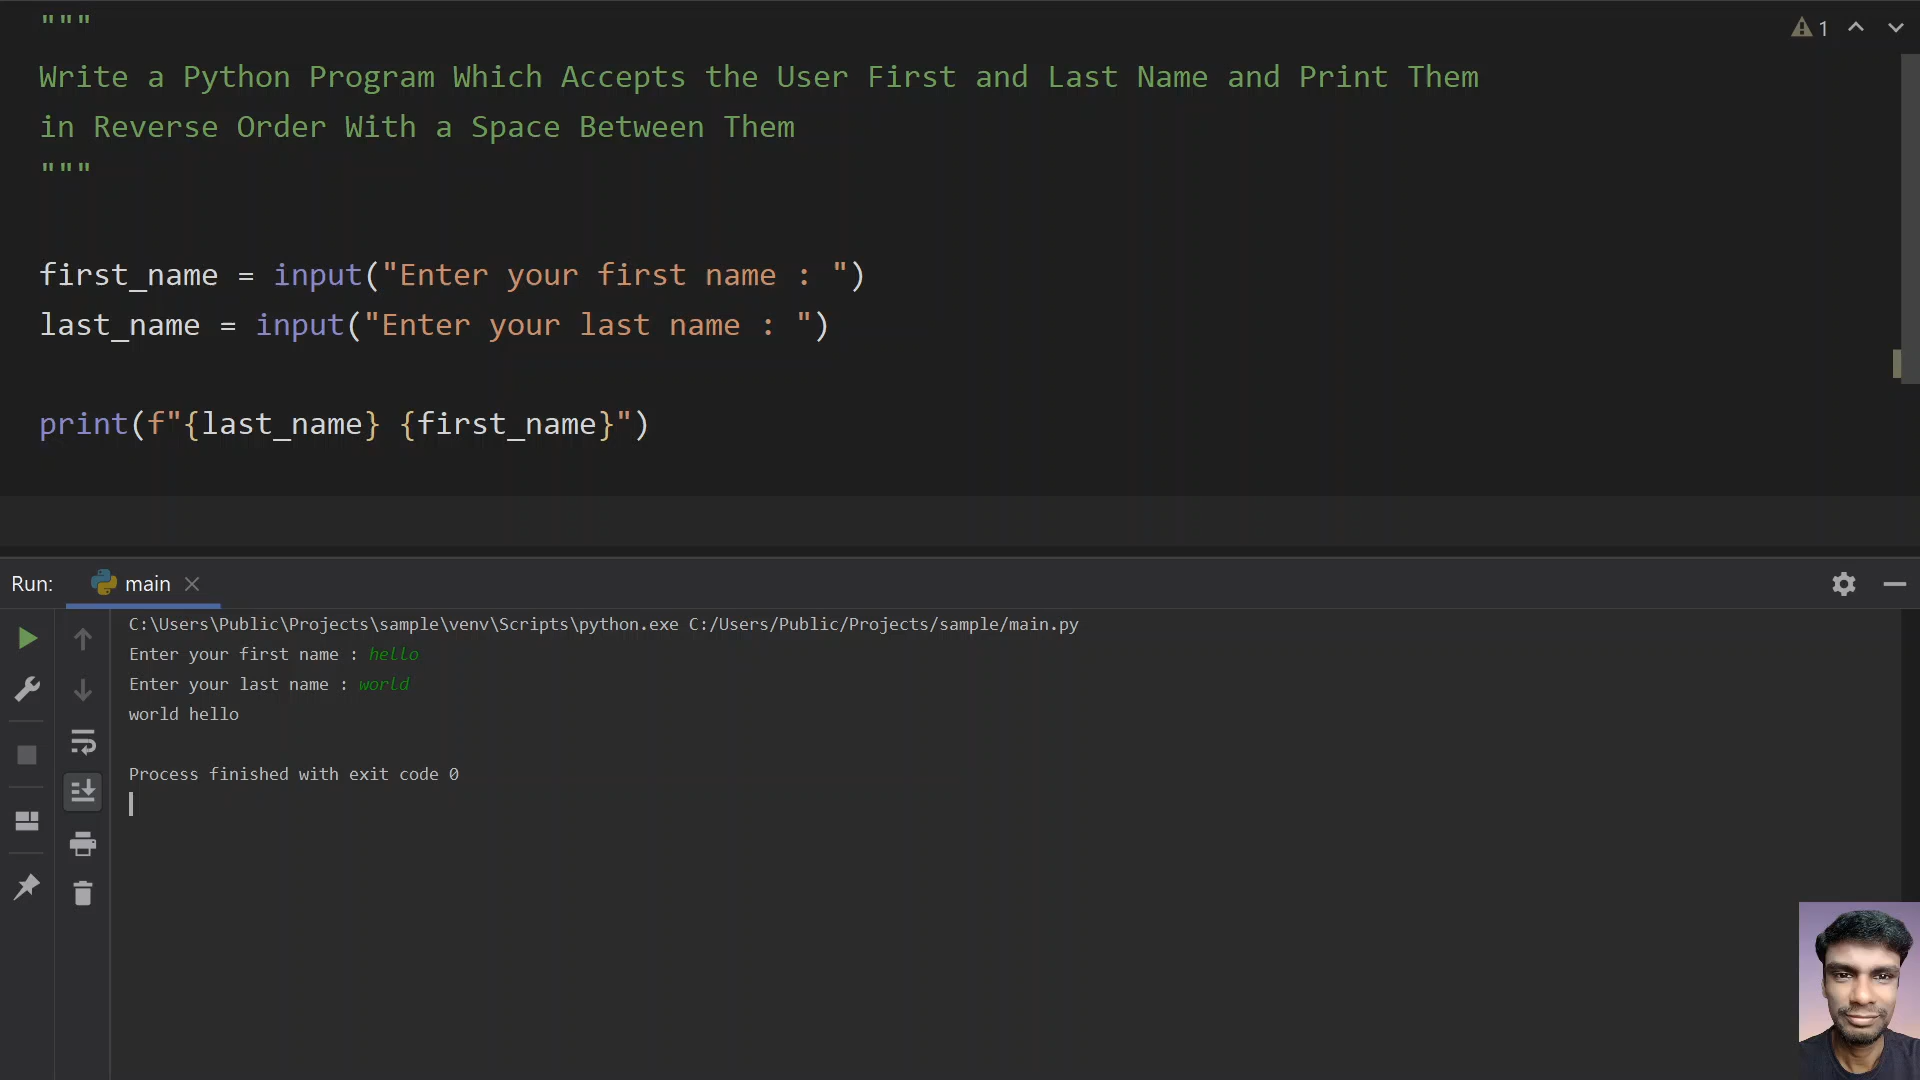 """
1
Write a Python Program Which Accepts the User First and Last Name and Print Them
in Reverse Order With a Space Between Them
"""
first_name = input("Enter your first name : ")
last_name = input("Enter your last name : ")
print(f"{last_name} {first_name}")
Run: main
C:\Users\Public\Projects\sample\venv\Scripts\python.exe C:/Users/Public/Projects/sample/main.py
Enter your first name : hello
Enter your last name : world
world hello
Process finished with exit code 0